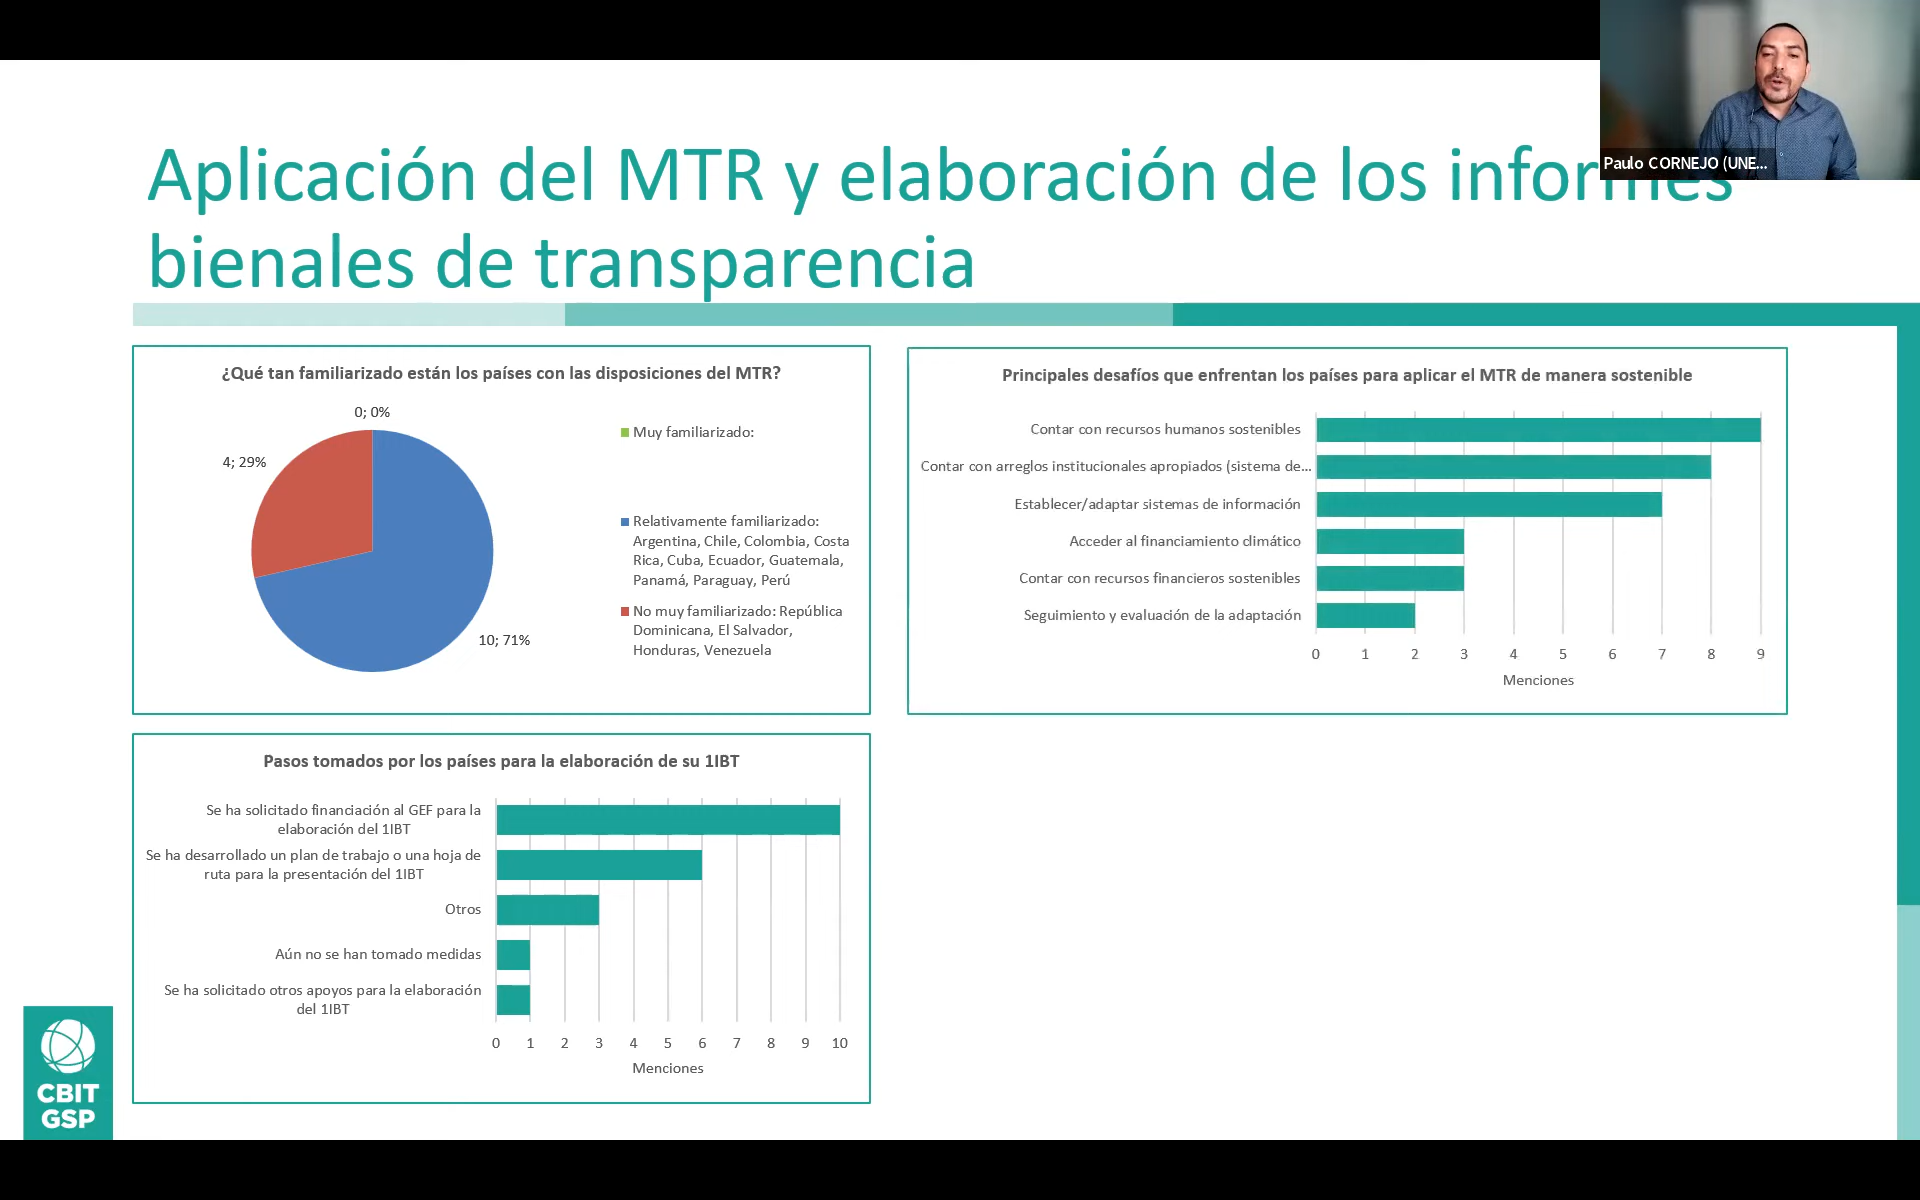 Paulo CORNEJO (UNE...
Aplicación del MTR y elaboración de los informes
bienales de transparencia
¿Qué tan familiarizado están los países con las disposiciones del MTR?
0; 0%
4; 29%
10; 71%
Muy familiarizado:
Relativamente familiarizado:
Argentina, Chile, Colombia, Costa
Rica, Cuba, Ecuador, Guatemala,
Panamá, Paraguay, Perú
No muy familiarizado: República
Dominicana, El Salvador,
Honduras, Venezuela
Principales desafíos que enfrentan los países para aplicar el MTR de manera sostenible
Contar con recursos humanos sostenibles
Contar con arreglos institucionales apropiados (sistema de...
Establecer/adaptar sistemas de información
Acceder al financiamiento climático
Contar con recursos financieros sostenibles
Seguimiento y evaluación de la adaptación
0 1 2 3 4 5 6 7 8 9
Menciones
Pasos tomados por los países para la elaboración de su 1IBT
Se ha solicitado financiación al GEF para la
elaboración del 1IBT
Se ha desarrollado un plan de trabajo o una hoja de
ruta para la presentación del 1IBT
Otros
Aún no se han tomado medidas
Se ha solicitado otros apoyos para la elaboración
del 1IBT
0 1 2 3 4 5 6 7 8 9 10
Menciones
CBIT
GSP